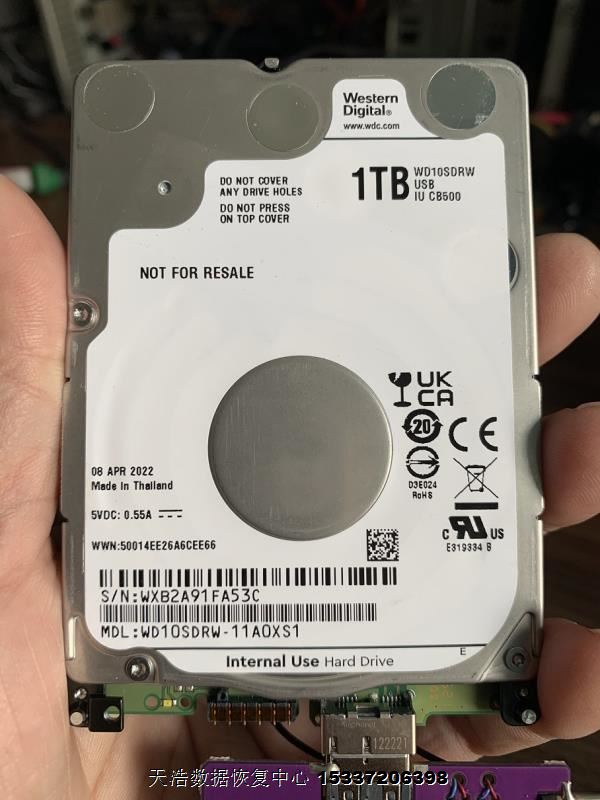 Western
Digital®
www.wdc.com
DO NOT COVER
ANY DRIVE HOLES
DO NOT PRESS
ON TOP COVER
1TB
WD10SDRW
USB
IU CB500
NOT FOR RESALE
UK
CA
20
CE
D3E024
RoHS
08 APR 2022
Made in Thailand
5VDC: 0.55A
C RU US
E319334 B
WWN:50014EE26A6CEE66
S/N:WXB2A91FA53C
MDL:WD10SDRW-11A0XS1
E
Internal Use Hard Drive
122221
天浩数据恢复中心 15337206398